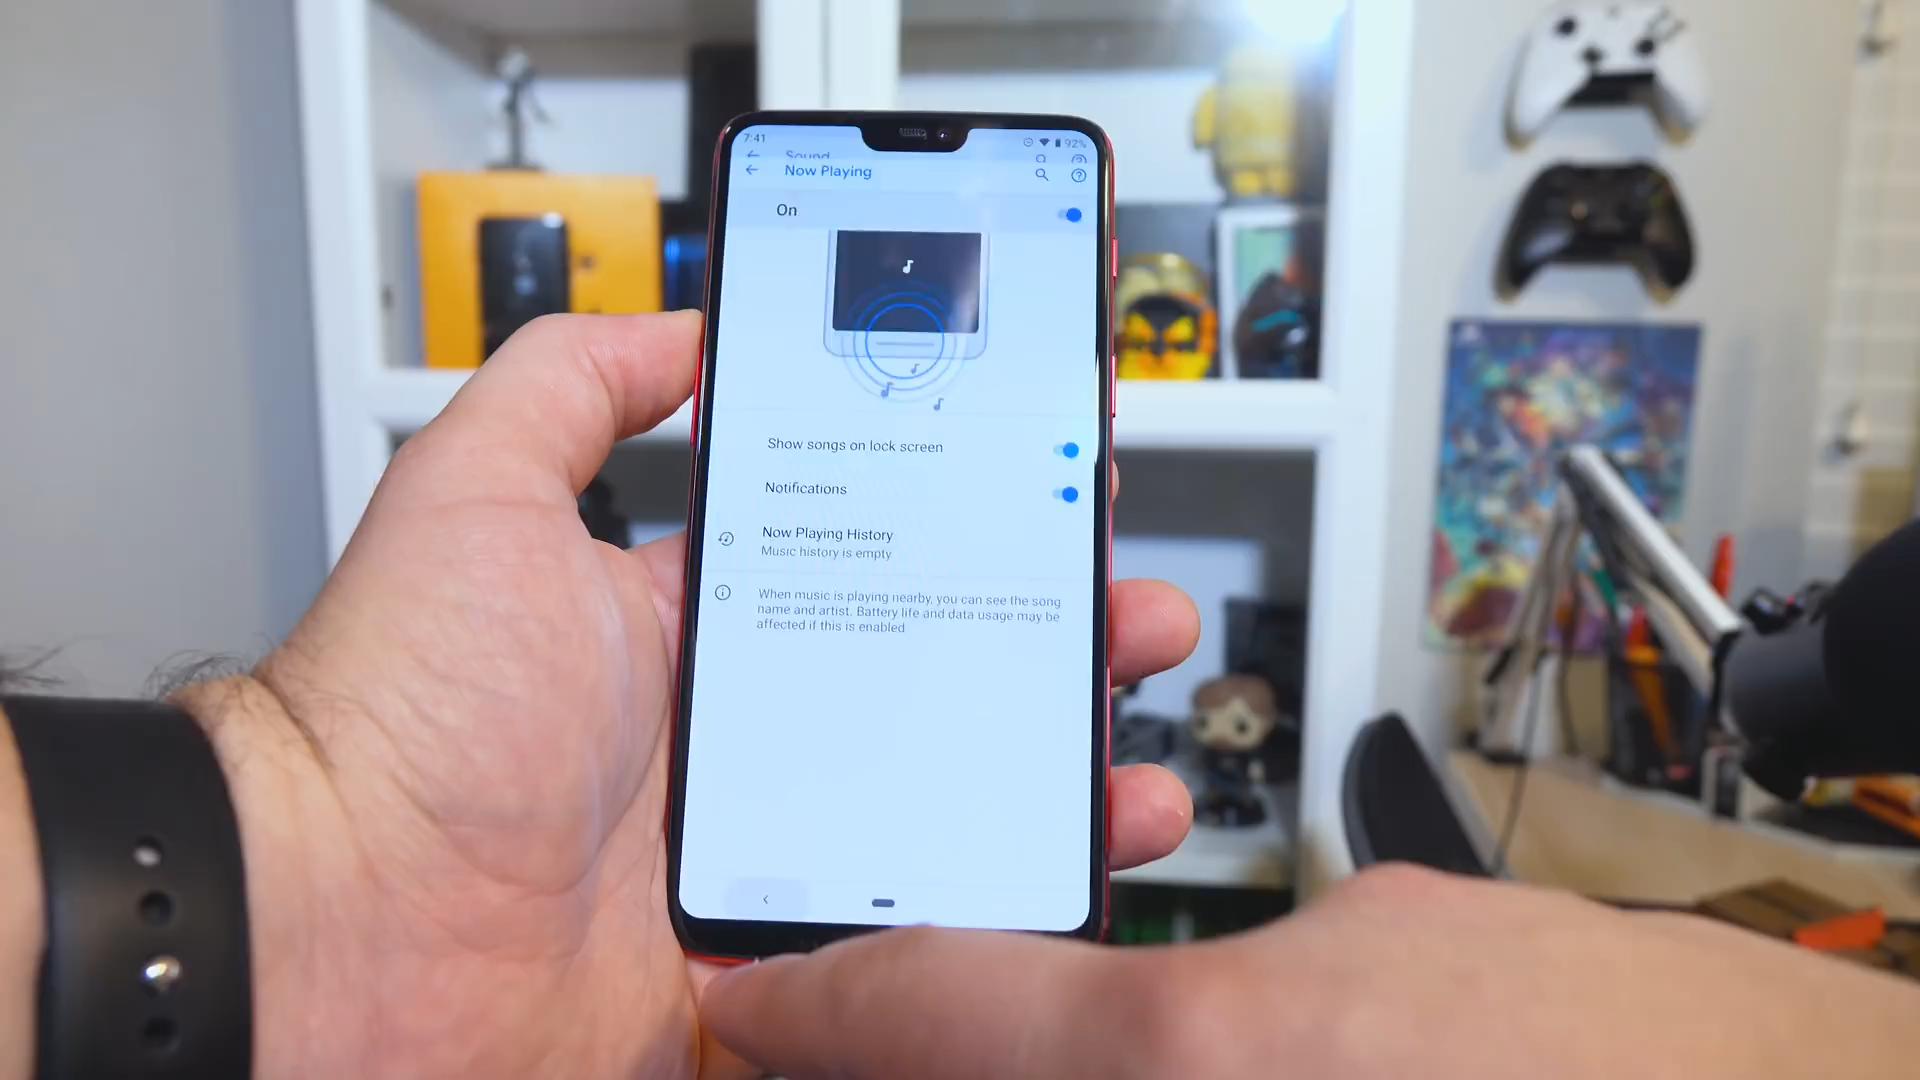 7:41
92%
Sound
Now Playing
On
Show songs on lock screen
Notifications
Now Playing History
Music history is empty
When music is playing nearby, you can see the song
name and artist. Battery life and data usage may be
affected if this is enabled